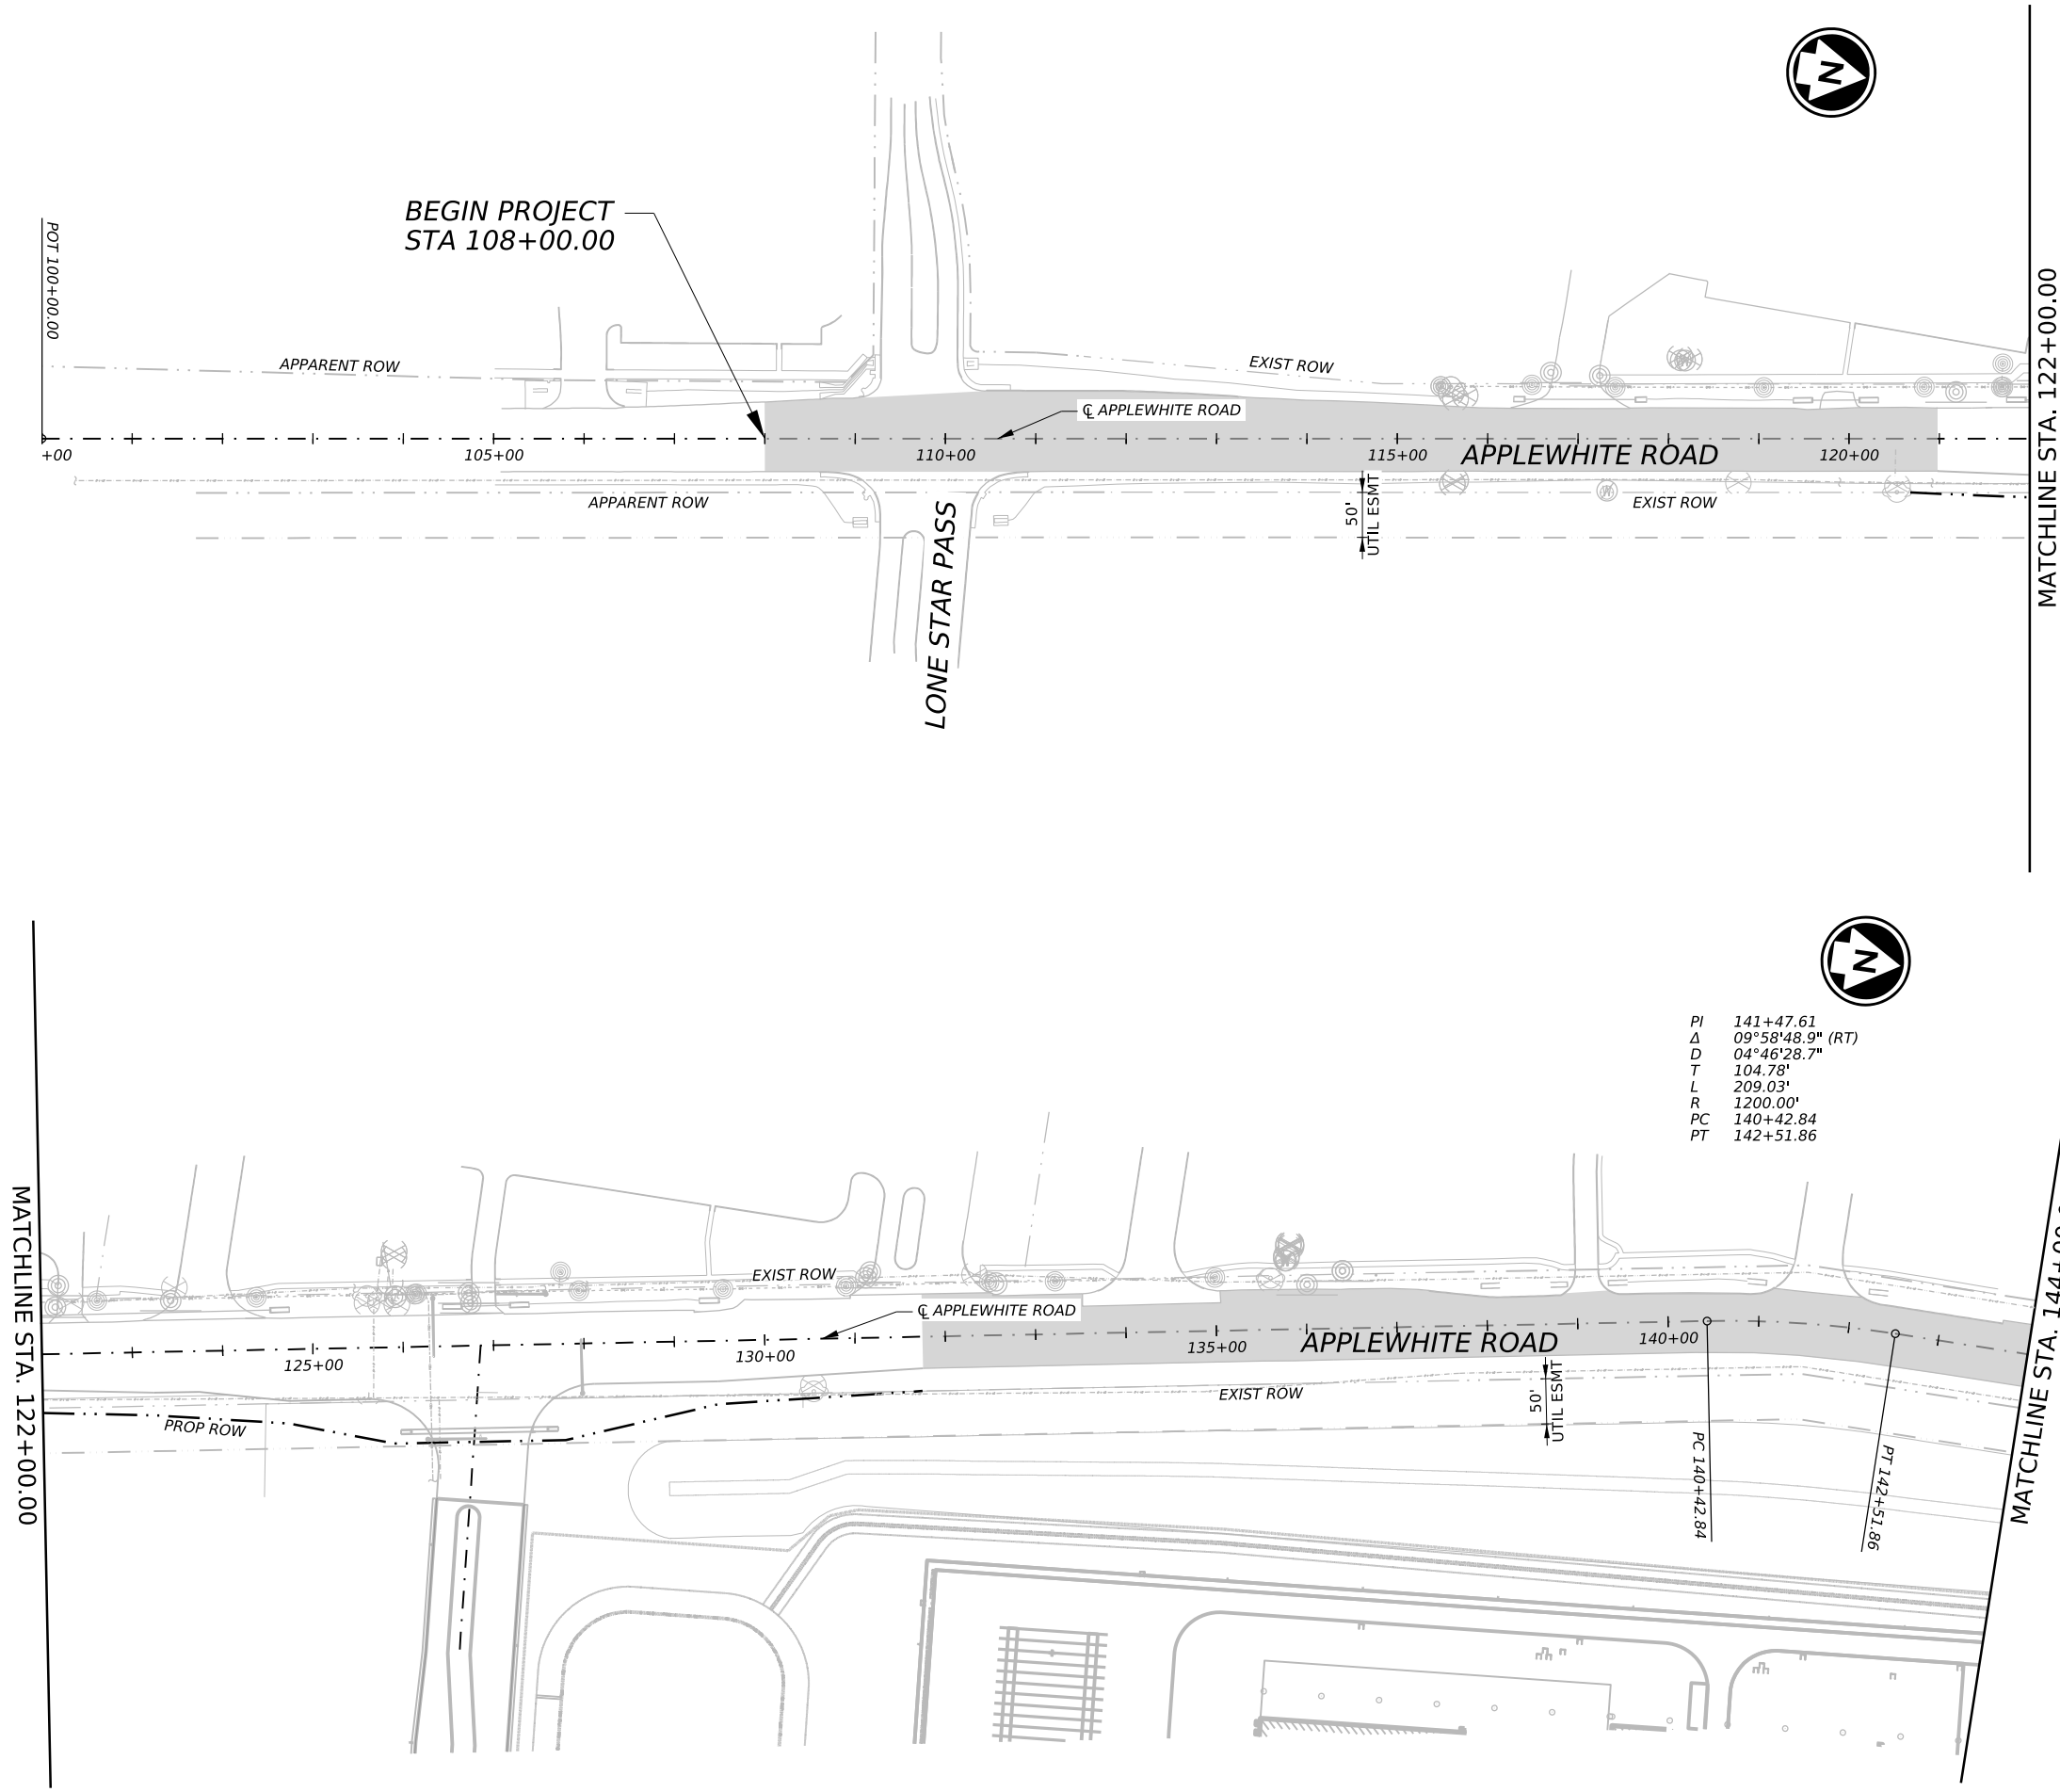 N
BEGIN PROJECT
STA 108+00.00
POT 100+00.00
APPARENT ROW
EXIST ROW
℄ APPLEWHITE ROAD
+00
105+00
110+00
115+00
APPLEWHITE ROAD
120+00
APPARENT ROW
50'
UTIL ESMT
EXIST ROW
LONE STAR PASS
MATCHLINE STA. 122+00.00
N
PI 141+47.61
Δ 09°58'48.9" (RT)
D 04°46'28.7"
T 104.78'
L 209.03'
R 1200.00'
PC 140+42.84
PT 142+51.86
MATCHLINE STA. 122+00.00
EXIST ROW
℄ APPLEWHITE ROAD
125+00
130+00
135+00
APPLEWHITE ROAD
140+00
PROP ROW
EXIST ROW
50'
UTIL ESMT
PC 140+42.84
PT 142+51.86
MATCHLINE STA. 144+00